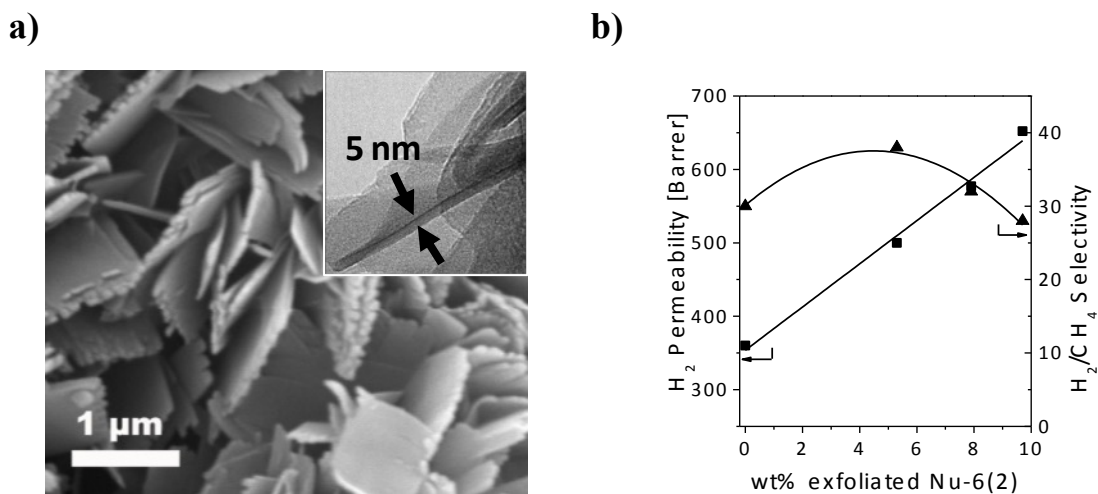 a)
5 nm
1 μm
b)
H₂ Permeability [Barrer]
700
600
500
400
300
40
30
20
10
0
H₂/CH₄ Selectivity
0 2 4 6 8 10
wt% exfoliated Nu-6(2)